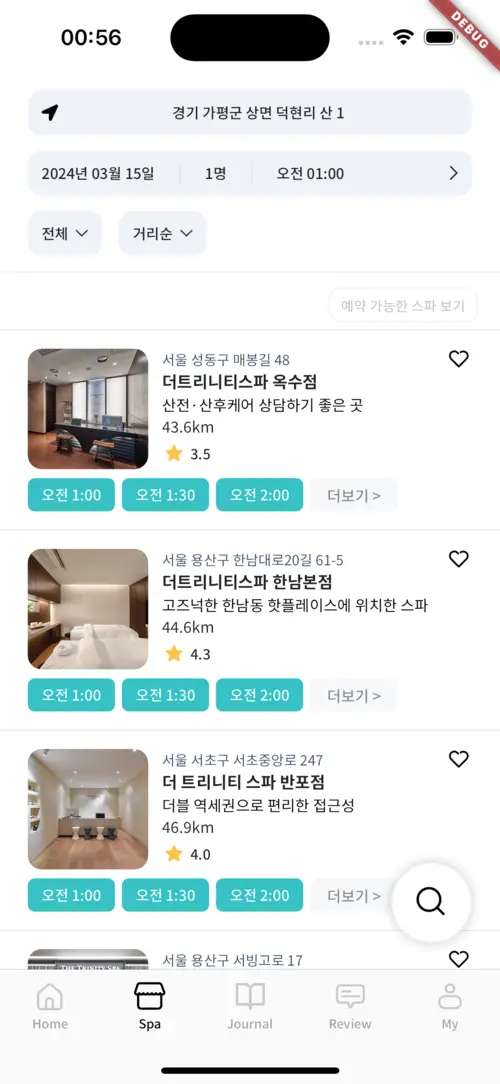 00:56
DEBUG
경기 가평군 상면 덕현리 산 1
2024년 03월 15일 1명 오전 01:00
전체 거리순
예약 가능한 스파 보기
서울 성동구 매봉길 48
더트리니티스파 옥수점
산전·산후케어 상담하기 좋은 곳
43.6km
3.5
오전 1:00 오전 1:30 오전 2:00 더보기 >
서울 용산구 한남대로20길 61-5
더트리니티스파 한남본점
고즈넉한 한남동 핫플레이스에 위치한 스파
44.6km
4.3
오전 1:00 오전 1:30 오전 2:00 더보기 >
서울 서초구 서초중앙로 247
더 트리니티 스파 반포점
더블 역세권으로 편리한 접근성
46.9km
4.0
오전 1:00 오전 1:30 오전 2:00 더보기 >
서울 용산구 서빙고로 17
THE TRINITY SPA
Home Spa Journal Review My